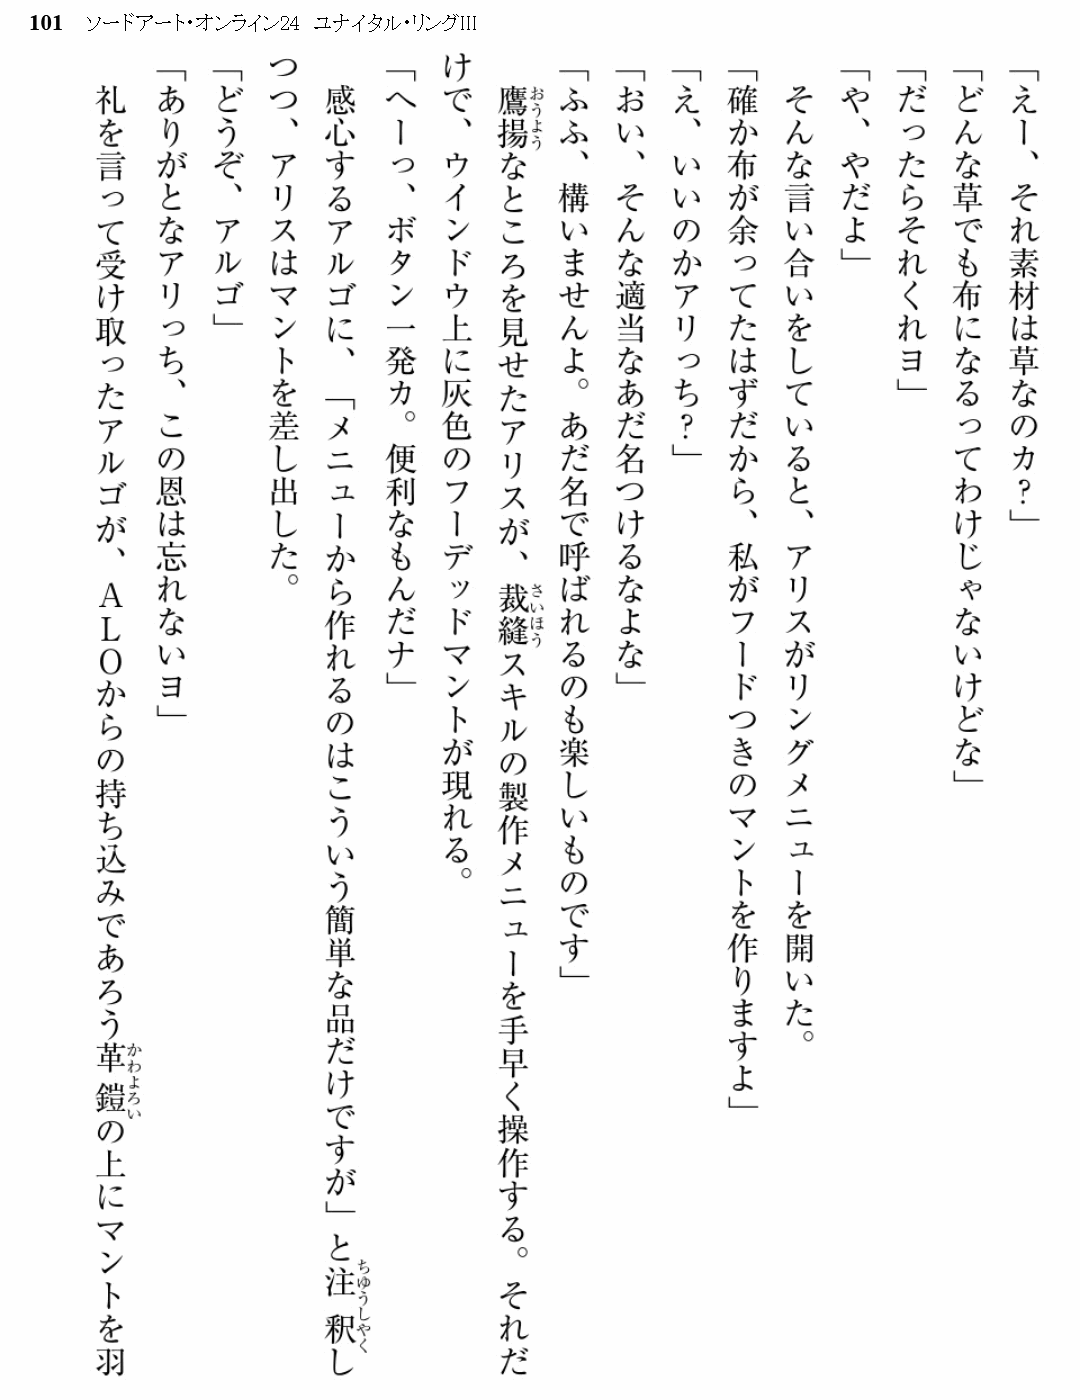 101 ソードアート・オンライン24 ユナイタル・リングIII
「えー、それ素材は草なのカ？」
「どんな草でも布になるってわけじゃないけどな」
「だったらそれくれヨ」
「や、やだよ」
そんな言い合いをしていると、アリスがリングメニューを開いた。
「確か布が余ってたはずだから、私がフードつきのマントを作りますよ」
「え、いいのかアリっち？」
「おい、そんな適当なあだ名つけるなよな」
「ふふ、構いませんよ。あだ名で呼ばれるのも楽しいものです」
鷹揚なところを見せたアリスが、裁縫スキルの製作メニューを手早く操作する。それだ
おうよう
さいほう
けで、ウインドウ上に灰色のフーデッドマントが現れる。
「へーっ、ボタン一発カ。便利なもんだナ」
感心するアルゴに、「メニューから作れるのはこういう簡単な品だけですが」と注釈し
ちゆうしやく
つつ、アリスはマントを差し出した。
「どうぞ、アルゴ」
「ありがとなアリっち、この恩は忘れないヨ」
礼を言って受け取ったアルゴが、ＡＬＯからの持ち込みであろう革鎧の上にマントを羽
かわよろい